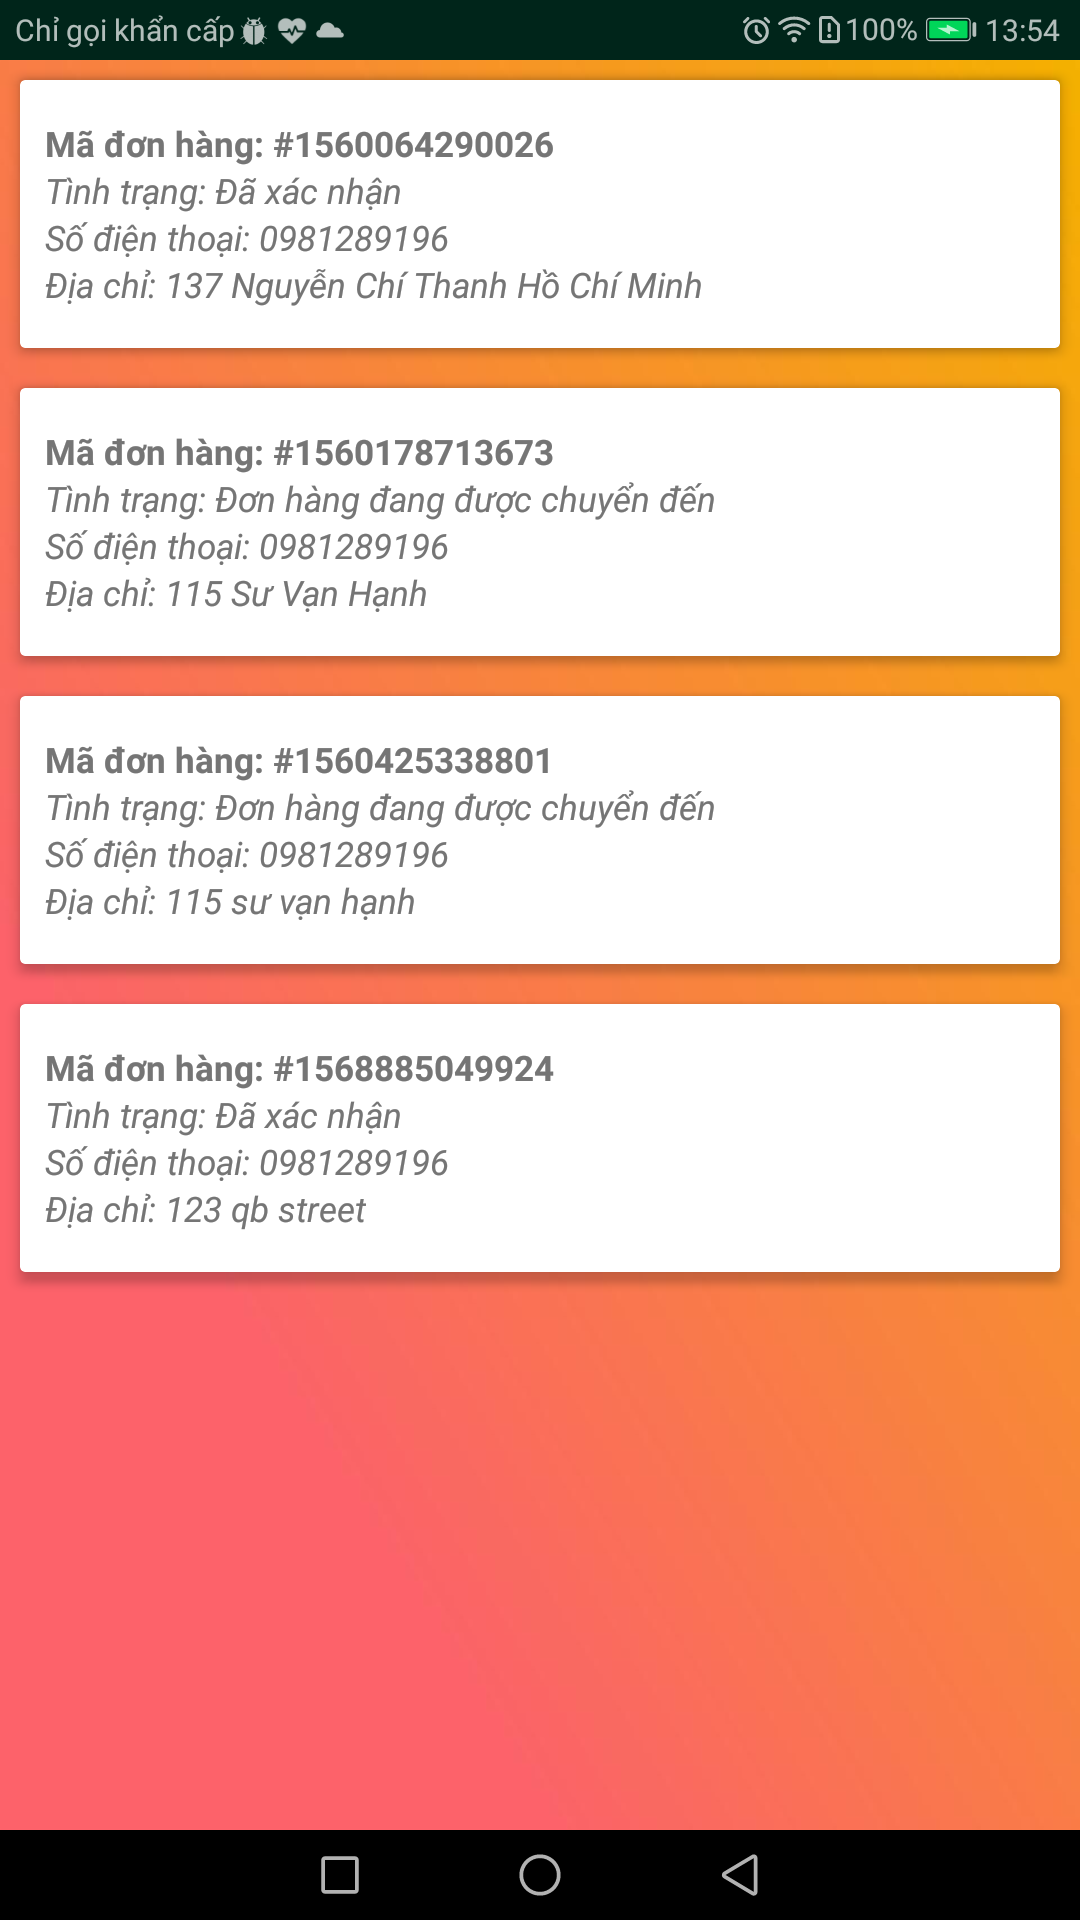 Chỉ gọi khẩn cấp 100% 13:54
Mã đơn hàng: #1560064290026
Tình trạng: Đã xác nhận
Số điện thoại: 0981289196
Địa chỉ: 137 Nguyễn Chí Thanh Hồ Chí Minh
Mã đơn hàng: #1560178713673
Tình trạng: Đơn hàng đang được chuyển đến
Số điện thoại: 0981289196
Địa chỉ: 115 Sư Vạn Hạnh
Mã đơn hàng: #1560425338801
Tình trạng: Đơn hàng đang được chuyển đến
Số điện thoại: 0981289196
Địa chỉ: 115 sư vạn hạnh
Mã đơn hàng: #1568885049924
Tình trạng: Đã xác nhận
Số điện thoại: 0981289196
Địa chỉ: 123 qb street